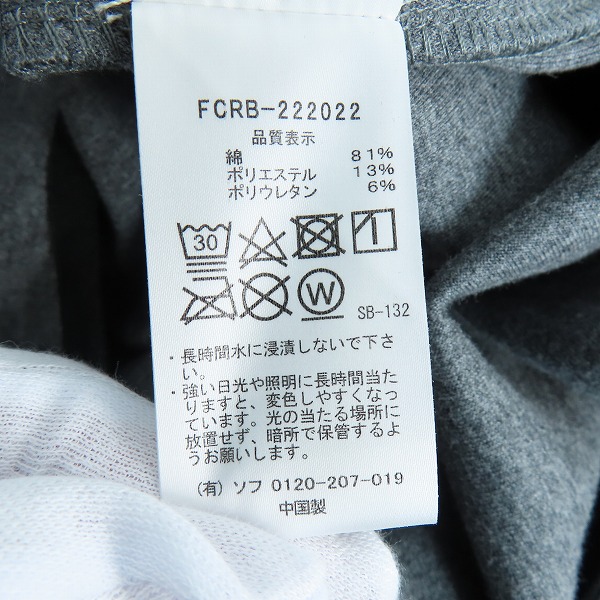 FCRB-222022
品質表示
綿 81%
ポリエステル 13%
ポリウレタン 6%
30
W
SB-132
・長時間水に浸漬しないで下さ
い。
・強い日光や照明に長時間当た
りますと、変色しやすくなっ
ています。光の当たる場所に
放置せず、暗所で保管するよ
うお願いします。
(有) ソフ 0120-207-019
中国製